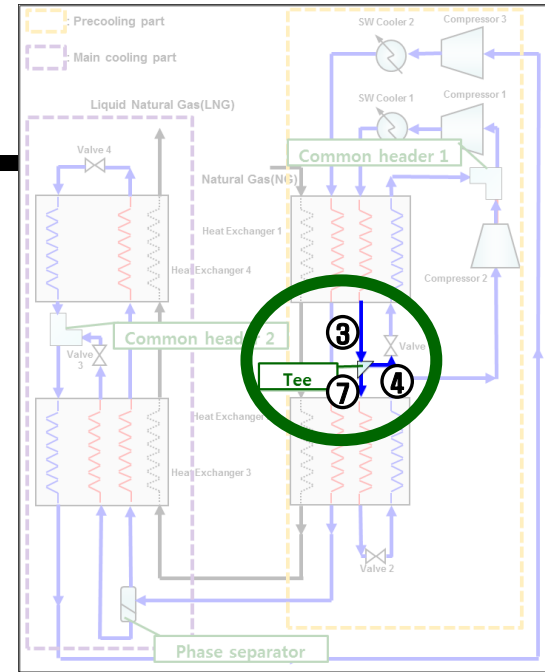 : Precooling part
: Main cooling part
SW Cooler 2
Compressor 3
Liquid Natural Gas(LNG)
SW Cooler 1
Compressor 1
Valve 4
Common header 1
Natural Gas(NG)
Heat Exchanger 1
Heat Exchanger 4
Compressor 2
Common header 2
Valve
3
③
Valve
Tee
⑦
④
Heat Exchanger
Heat Exchanger 3
Valve 2
Phase separator